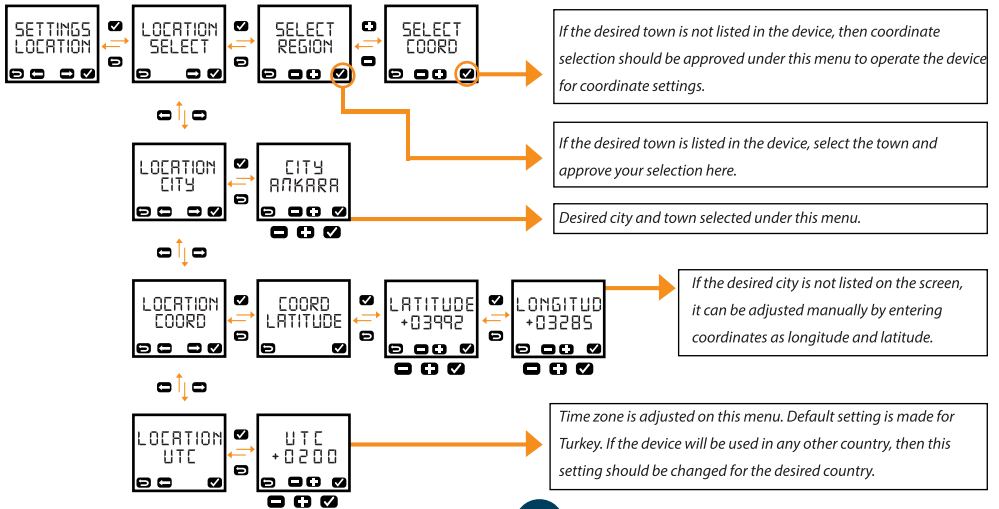 SETTINGS
LOCATION
LOCATION
SELECT
SELECT
REGION
SELECT
COORD
If the desired town is not listed in the device, then coordinate
selection should be approved under this menu to operate the device
for coordinate settings.
If the desired town is listed in the device, select the town and
approve your selection here.
LOCATION
CITY
CITY
ANKARA
Desired city and town selected under this menu.
LOCATION
COORD
COORD
LATITUDE
LATITUDE
+03992
LONGITUD
+03285
If the desired city is not listed on the screen,
it can be adjusted manually by entering
coordinates as longitude and latitude.
LOCATION
UTC
UTC
+0200
Time zone is adjusted on this menu. Default setting is made for
Turkey. If the device will be used in any other country, then this
setting should be changed for the desired country.